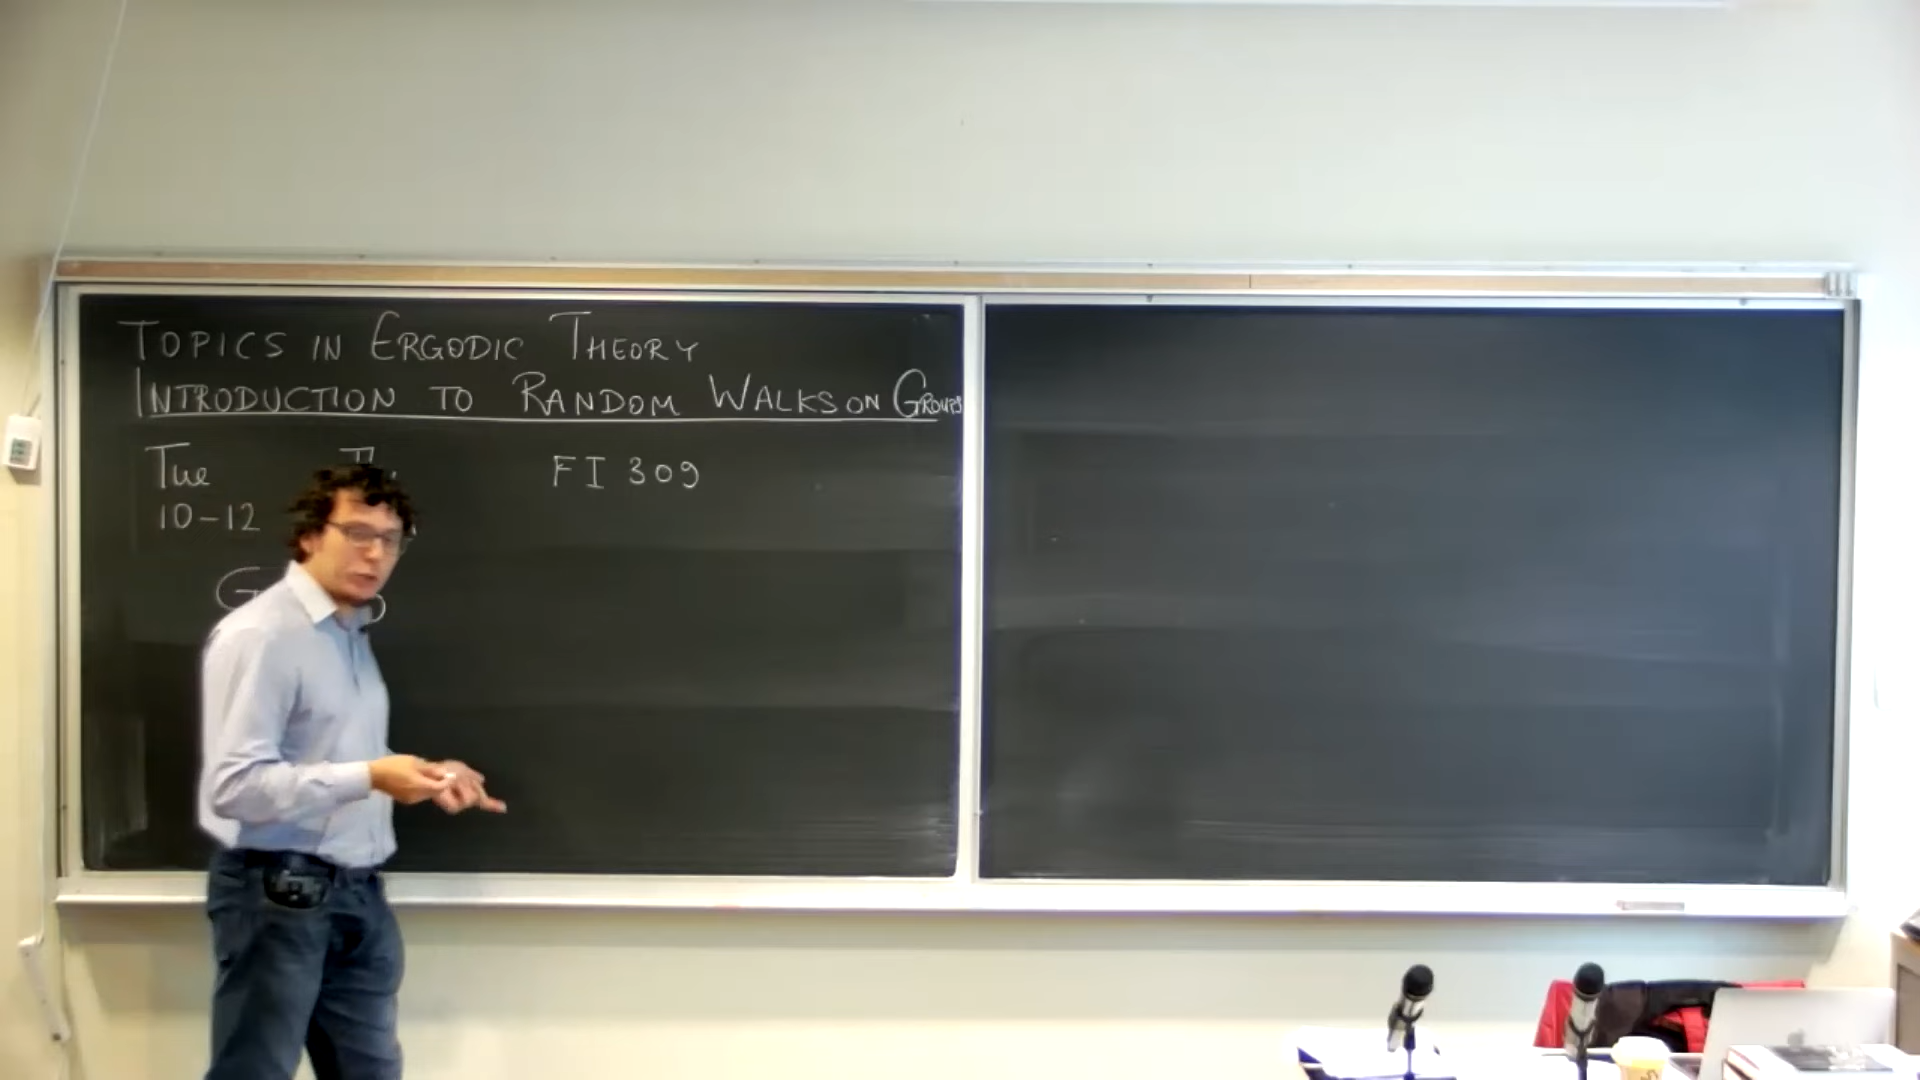 TOPICS IN ERGODIC THEORY
INTRODUCTION TO RANDOM WALKS ON GROUPS
Tue FI 309
10-12